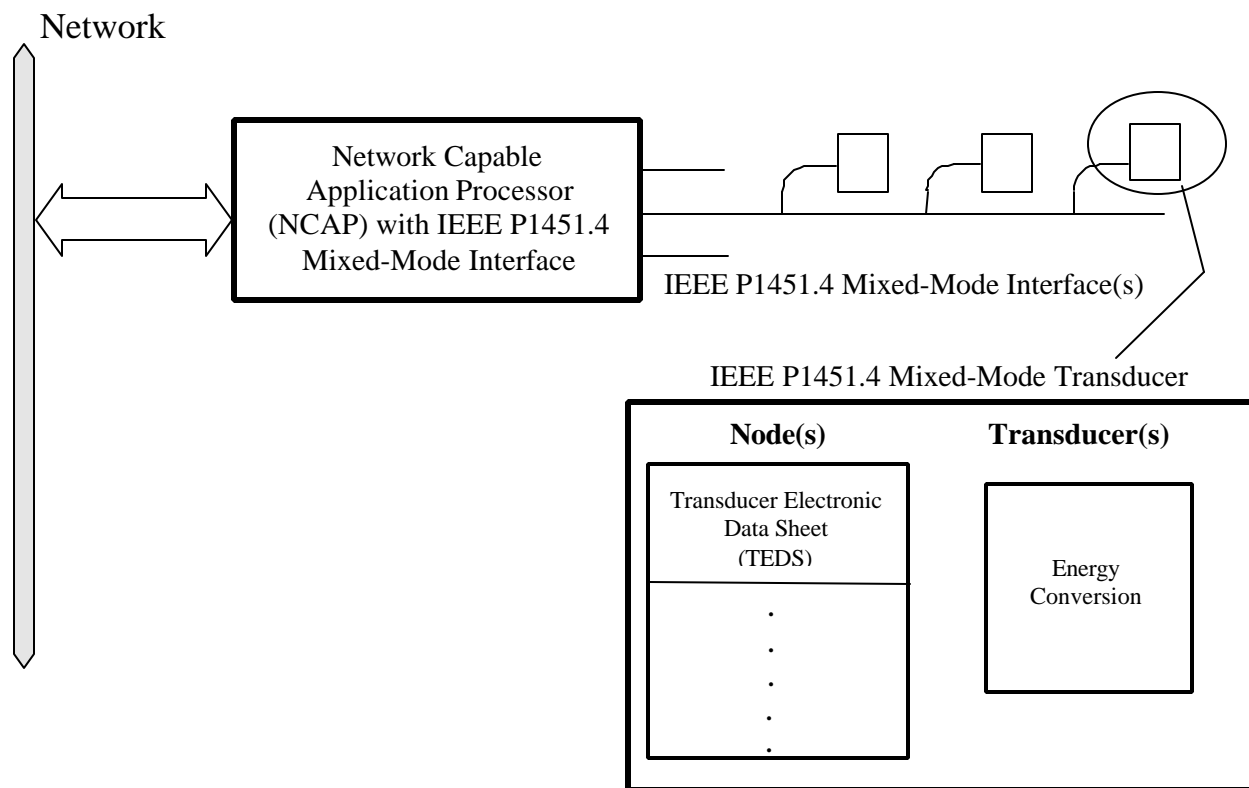 Network
Network Capable
Application Processor
(NCAP) with IEEE P1451.4
Mixed-Mode Interface
IEEE P1451.4 Mixed-Mode Interface(s)
IEEE P1451.4 Mixed-Mode Transducer
Node(s)
Transducer(s)
Transducer Electronic
Data Sheet
(TEDS)
.
.
.
.
.
Energy
Conversion